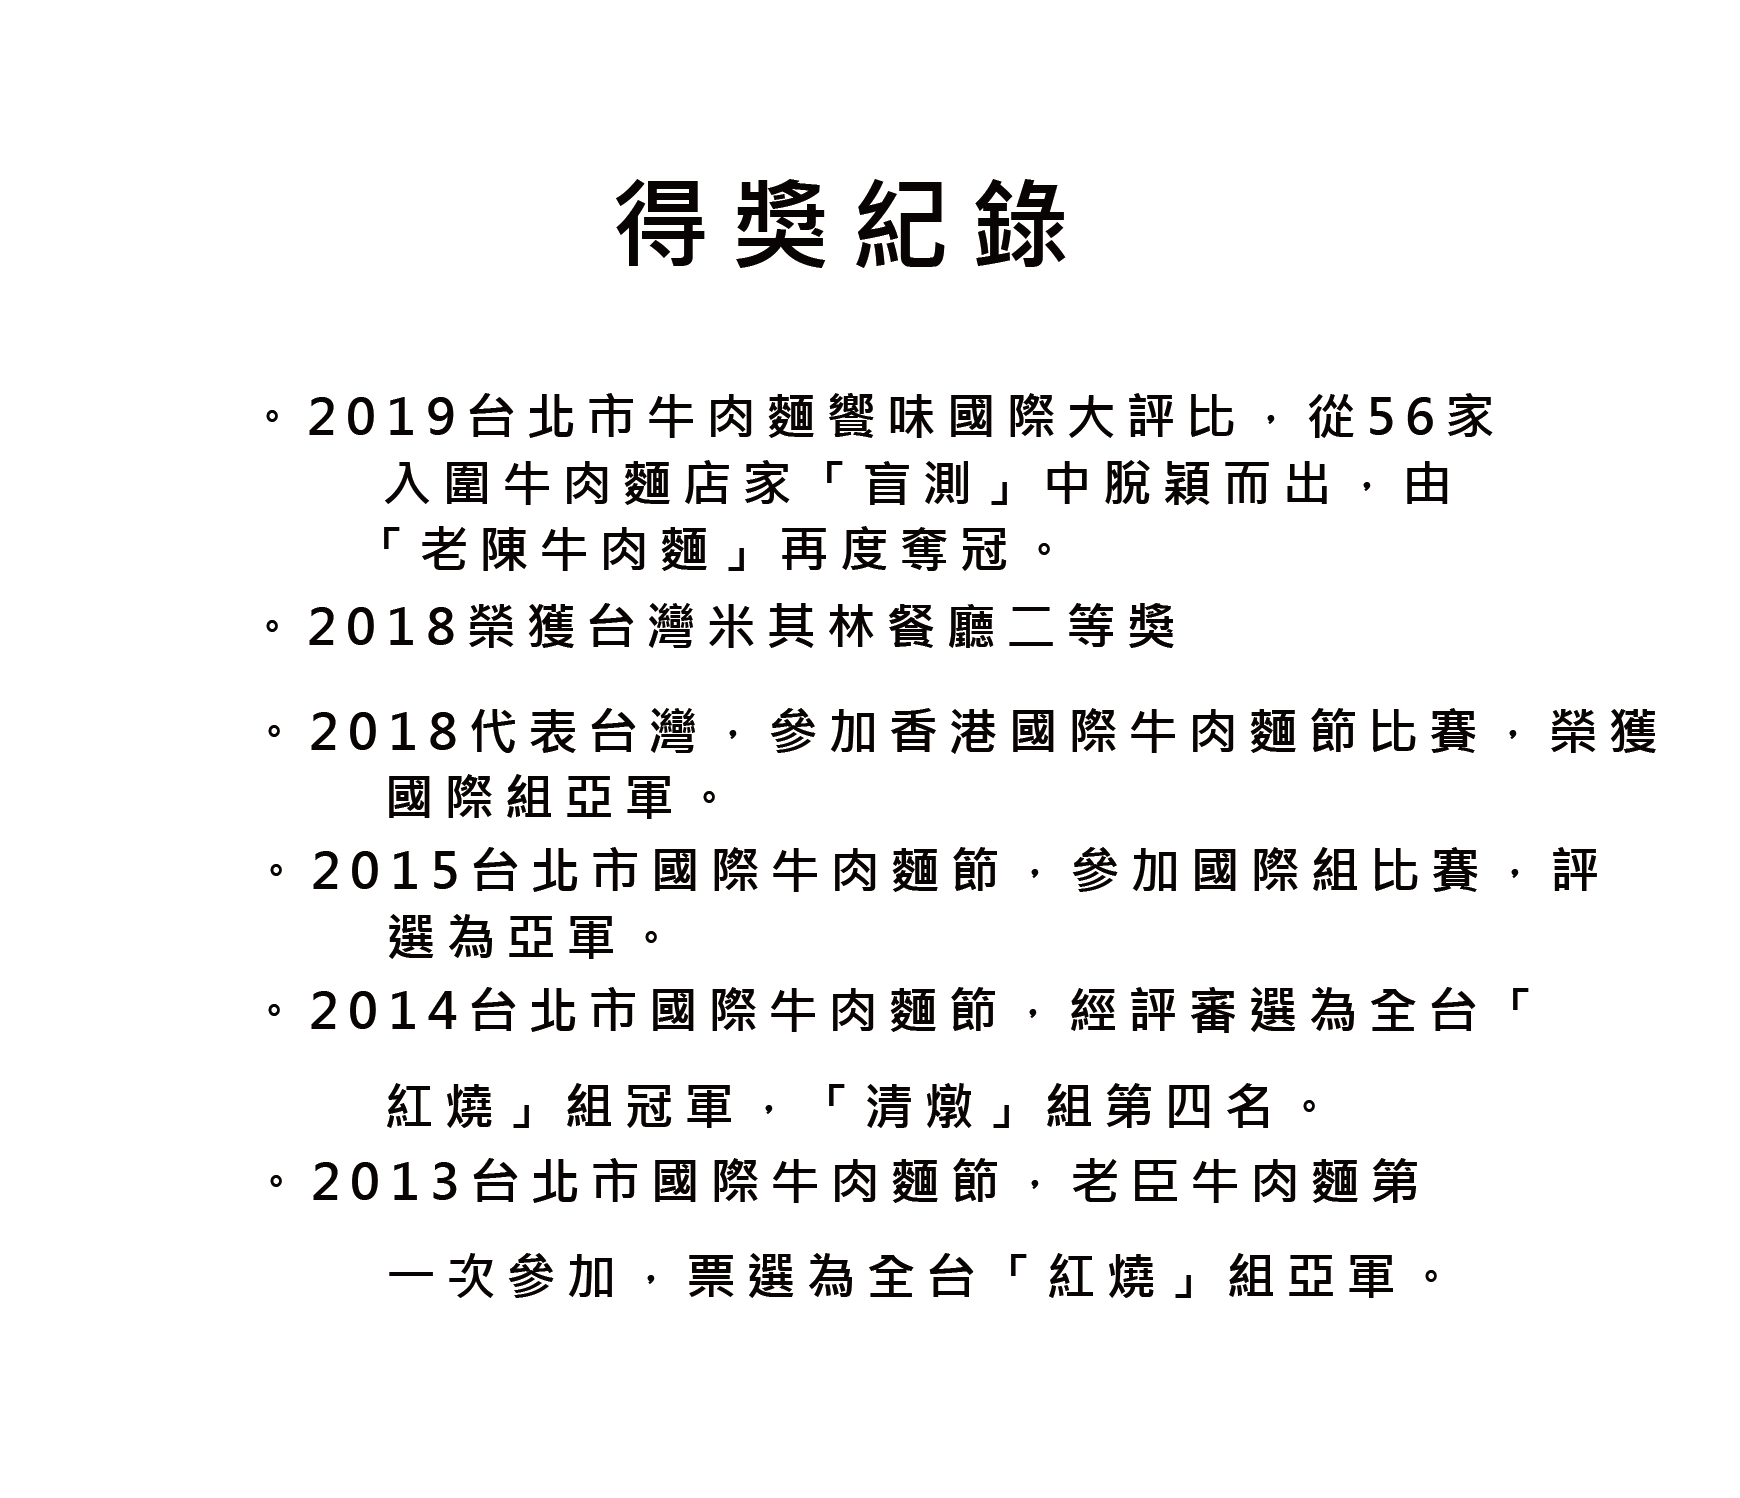 得獎紀錄
。2019台北市牛肉麵饗味國際大評比，從56家
入圍牛肉麵店家「盲測」中脫穎而出，由
「老陳牛肉麵」再度奪冠。
。2018榮獲台灣米其林餐廳二等獎
。2018代表台灣，參加香港國際牛肉麵節比賽，榮獲
國際組亞軍。
。2015台北市國際牛肉麵節，參加國際組比賽，評
選為亞軍。
。2014台北市國際牛肉麵節，經評審選為全台「
紅燒」組冠軍，「清燉」組第四名。
。2013台北市國際牛肉麵節，老臣牛肉麵第
一次參加，票選為全台「紅燒」組亞軍。